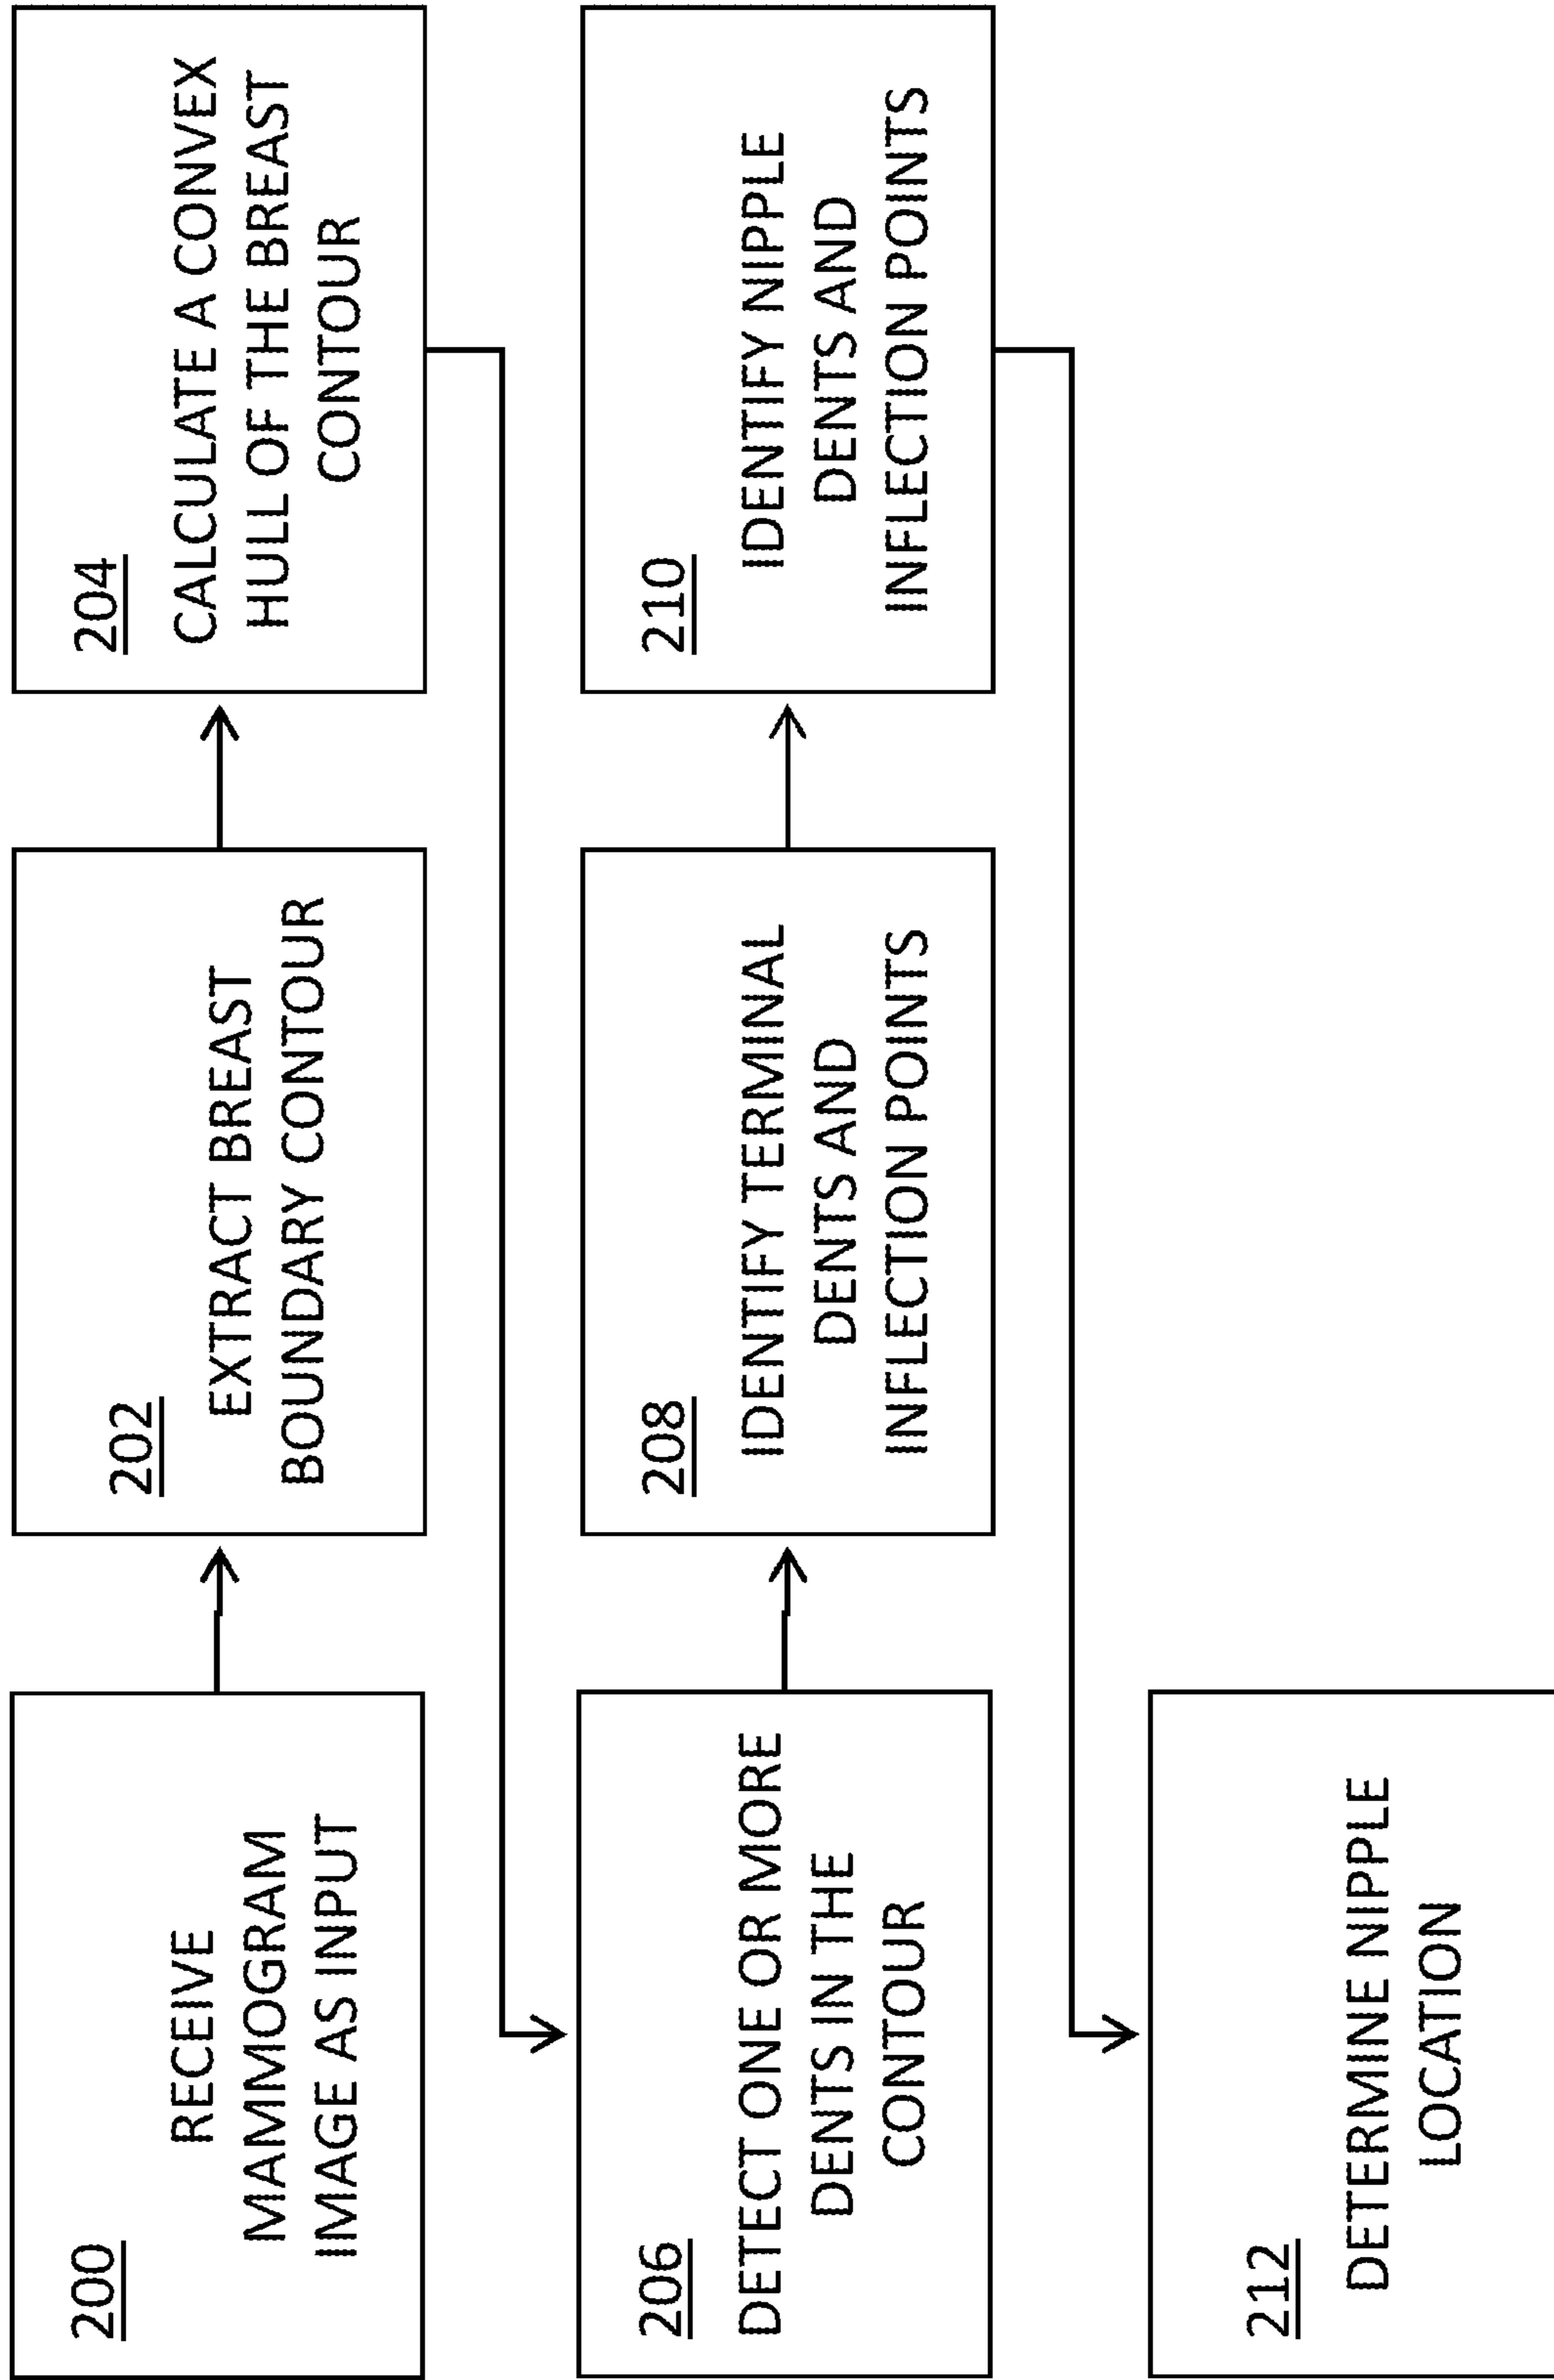 200
RECEIVE
MAMMOGRAM
IMAGE AS INPUT
202
EXTRACT BREAST
BOUNDARY CONTOUR
204
CALCULATE A CONVEX
HULL OF THE BREAST
CONTOUR
206
DETECT ONE OR MORE
DENTS IN THE
CONTOUR
208
IDENTIFY TERMINAL
DENTS AND
INFLECTION POINTS
210
IDENTIFY NIPPLE
DENTS AND
INFLECTION POINTS
212
DETERMINE NIPPLE
LOCATION